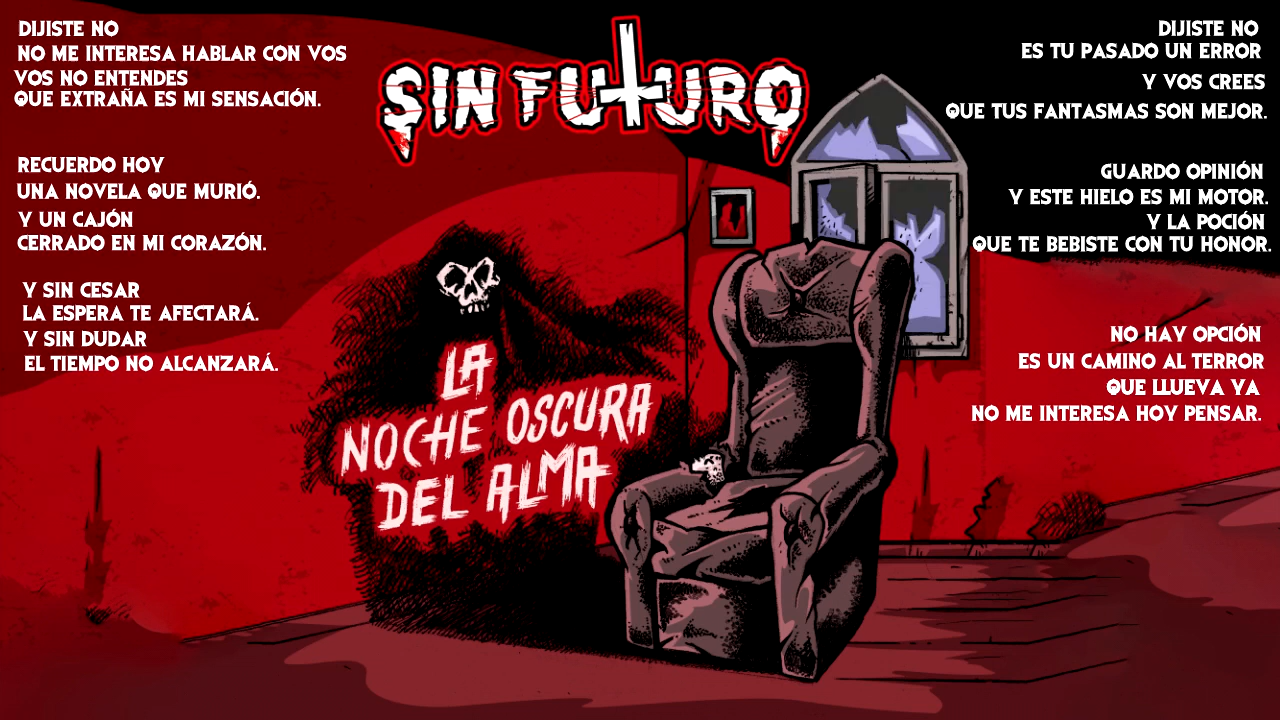 DIJISTE NO
NO ME INTERESA HABLAR CON VOS
VOS NO ENTENDES
QUE EXTRAÑA ES MI SENSACIÓN.
RECUERDO HOY
UNA NOVELA QUE MURIÓ.
Y UN CAJÓN
CERRADO EN MI CORAZÓN.
Y SIN CESAR
LA ESPERA TE AFECTARÁ.
Y SIN DUDAR
EL TIEMPO NO ALCANZARÁ.
SIN FUTURO
LA
NOCHE OSCURA
DEL ALMA
DIJISTE NO
ES TU PASADO UN ERROR
Y VOS CREES
QUE TUS FANTASMAS SON MEJOR.
GUARDO OPINIÓN
Y ESTE HIELO ES MI MOTOR.
Y LA POCIÓN
QUE TE BEBISTE CON TU HONOR.
NO HAY OPCIÓN
ES UN CAMINO AL TERROR
QUE LLUEVA YA
NO ME INTERESA HOY PENSAR.